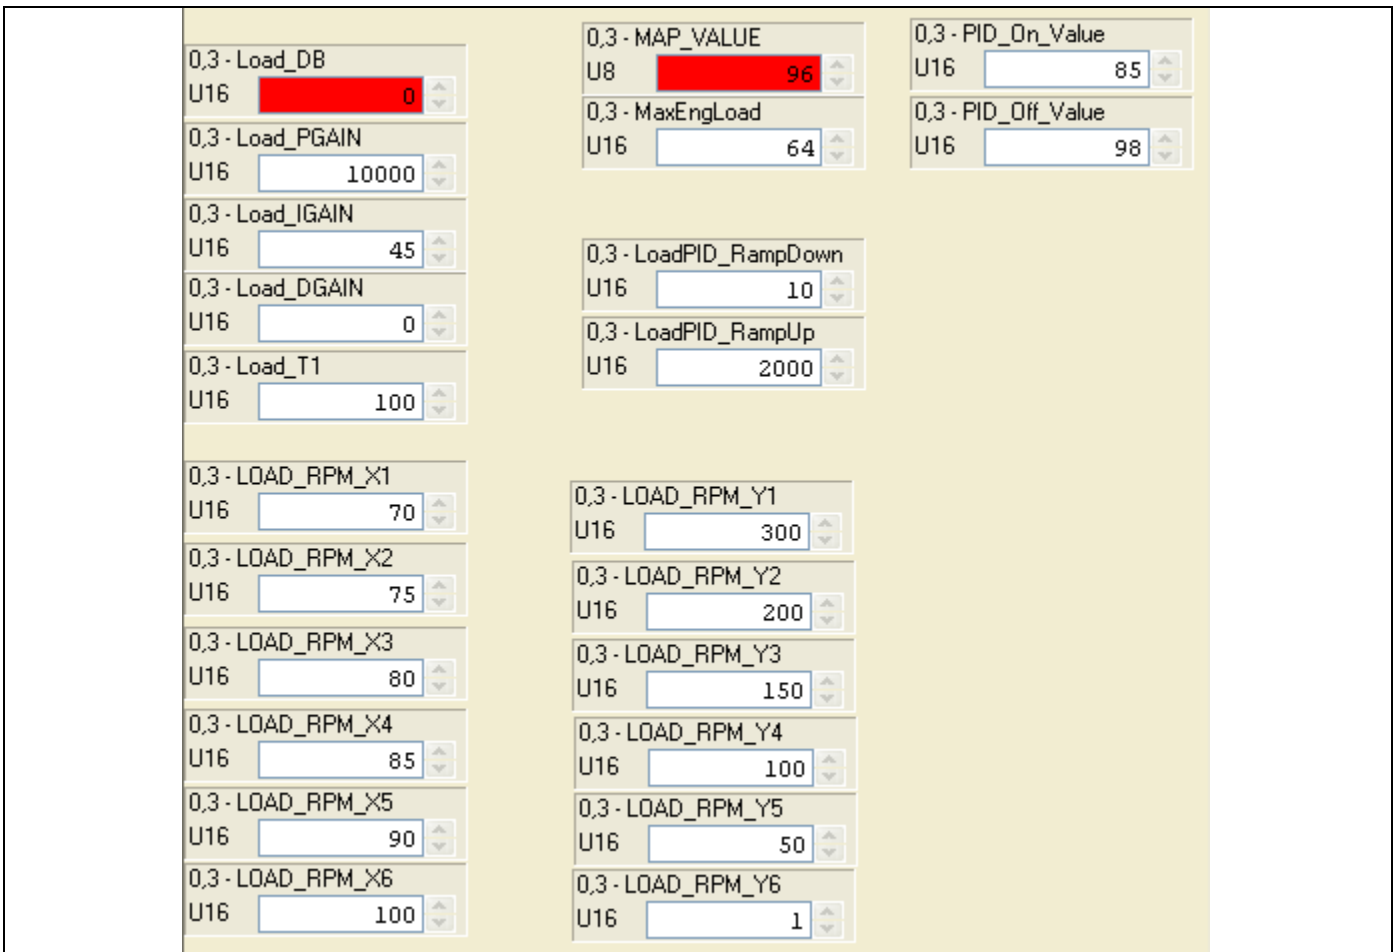 0,3 - Load_DB
U16 0
0,3 - Load_PGAIN
U16 10000
0,3 - Load_IGAIN
U16 45
0,3 - Load_DGAIN
U16 0
0,3 - Load_T1
U16 100
0,3 - LOAD_RPM_X1
U16 70
0,3 - LOAD_RPM_X2
U16 75
0,3 - LOAD_RPM_X3
U16 80
0,3 - LOAD_RPM_X4
U16 85
0,3 - LOAD_RPM_X5
U16 90
0,3 - LOAD_RPM_X6
U16 100
0,3 - MAP_VALUE
U8 96
0,3 - MaxEngLoad
U16 64
0,3 - LoadPID_RampDown
U16 10
0,3 - LoadPID_RampUp
U16 2000
0,3 - LOAD_RPM_Y1
U16 300
0,3 - LOAD_RPM_Y2
U16 200
0,3 - LOAD_RPM_Y3
U16 150
0,3 - LOAD_RPM_Y4
U16 100
0,3 - LOAD_RPM_Y5
U16 50
0,3 - LOAD_RPM_Y6
U16 1
0,3 - PID_On_Value
U16 85
0,3 - PID_Off_Value
U16 98